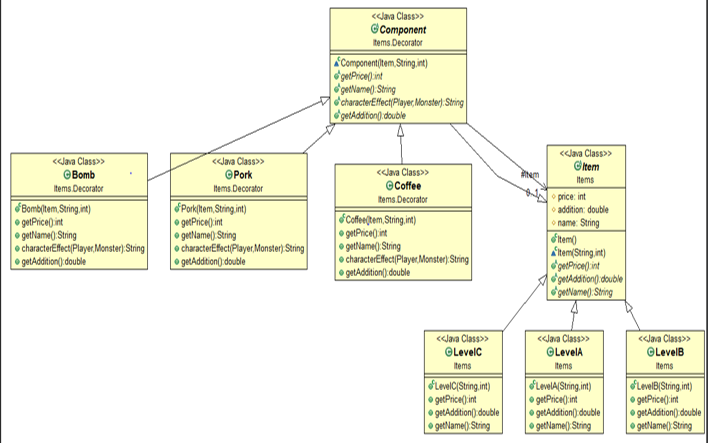 <<Java Class>>
Component
Items.Decorator
Component(Item,String,int)
getPrice():int
getName():String
characterEffect(Player,Monster):String
getAddition():double
<<Java Class>>
Bomb
Items.Decorator
Bomb(Item,String,int)
getPrice():int
getName():String
characterEffect(Player,Monster):String
getAddition():double
<<Java Class>>
Pork
Items.Decorator
Pork(Item,String,int)
getPrice():int
getName():String
characterEffect(Player,Monster):String
getAddition():double
<<Java Class>>
Coffee
Items.Decorator
Coffee(Item,String,int)
getPrice():int
getName():String
characterEffect(Player,Monster):String
getAddition():double
#item
0..1
<<Java Class>>
Item
Items
price: int
addition: double
name: String
Item()
Item(String,int)
getPrice():int
getAddition():double
getName():String
<<Java Class>>
LevelC
Items
LevelC(String,int)
getPrice():int
getAddition():double
getName():String
<<Java Class>>
LevelA
Items
LevelA(String,int)
getPrice():int
getAddition():double
getName():String
<<Java Class>>
LevelB
Items
LevelB(String,int)
getPrice():int
getAddition():double
getName():String